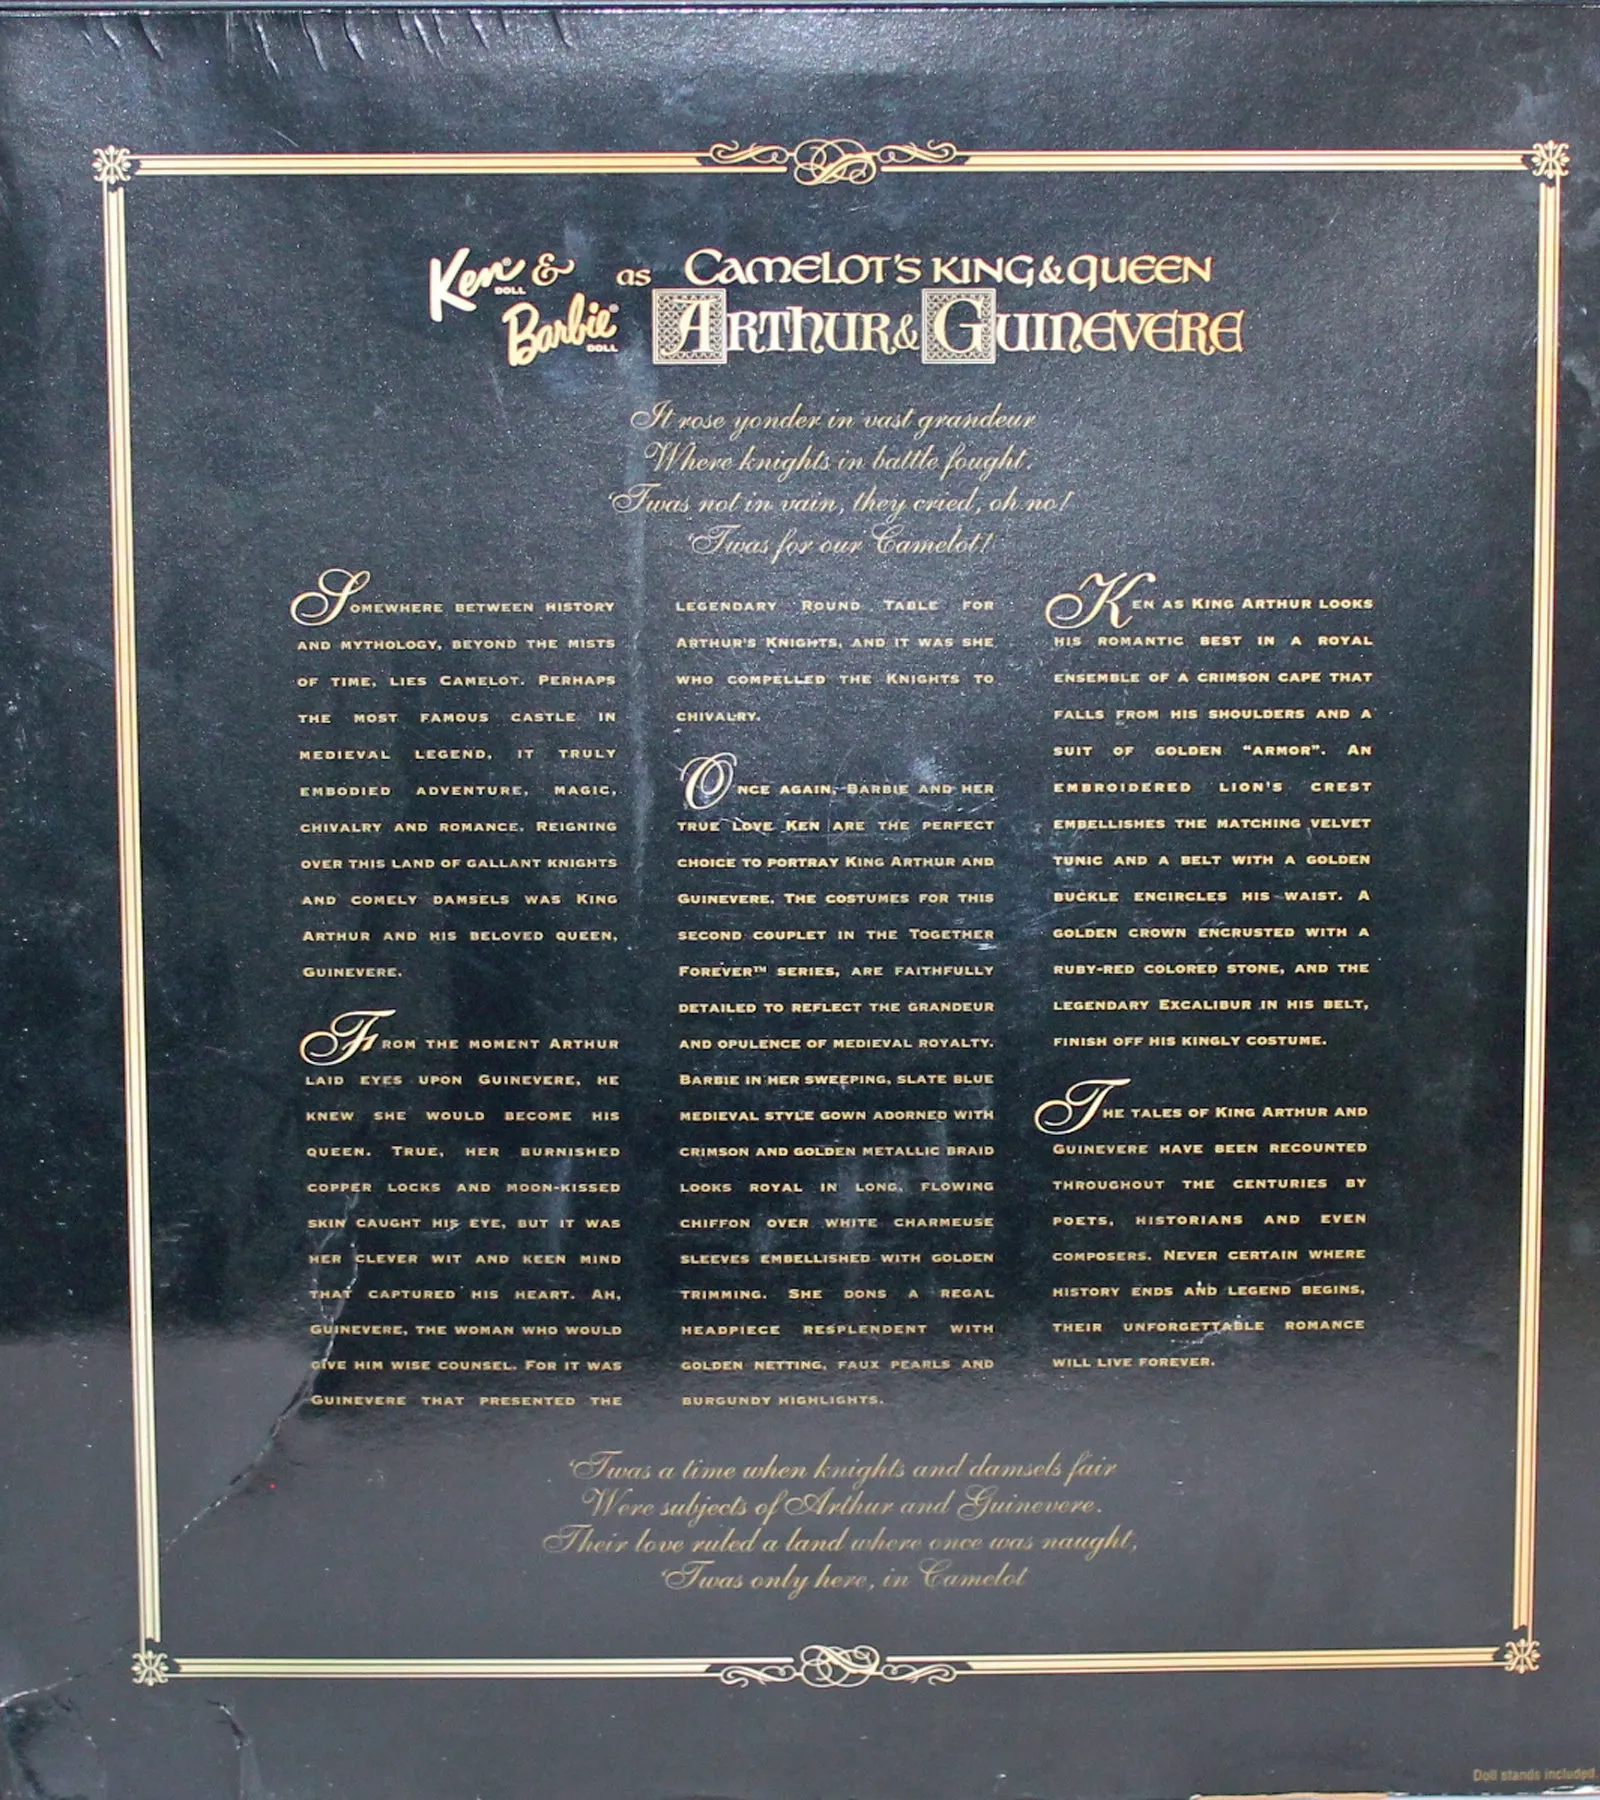 Ken® DOLL & Barbie® DOLL as CAMELOT'S KING & QUEEN
ARTHUR & GUINEVERE
It rose yonder in vast grandeur
Where knights in battle fought.
'Twas not in vain, they cried, oh no!
'Twas for our Camelot!
SOMEWHERE BETWEEN HISTORY
AND MYTHOLOGY, BEYOND THE MISTS
OF TIME, LIES CAMELOT. PERHAPS
THE MOST FAMOUS CASTLE IN
MEDIEVAL LEGEND, IT TRULY
EMBODIED ADVENTURE, MAGIC,
CHIVALRY AND ROMANCE. REIGNING
OVER THIS LAND OF GALLANT KNIGHTS
AND COMELY DAMSELS WAS KING
ARTHUR AND HIS BELOVED QUEEN,
GUINEVERE.
FROM THE MOMENT ARTHUR
LAID EYES UPON GUINEVERE, HE
KNEW SHE WOULD BECOME HIS
QUEEN. TRUE, HER BURNISHED
COPPER LOCKS AND MOON-KISSED
SKIN CAUGHT HIS EYE, BUT IT WAS
HER CLEVER WIT AND KEEN MIND
THAT CAPTURED HIS HEART. AH,
GUINEVERE, THE WOMAN WHO WOULD
GIVE HIM WISE COUNSEL. FOR IT WAS
GUINEVERE THAT PRESENTED THE
LEGENDARY ROUND TABLE FOR
ARTHUR'S KNIGHTS, AND IT WAS SHE
WHO COMPELLED THE KNIGHTS TO
CHIVALRY.
ONCE AGAIN, BARBIE AND HER
TRUE LOVE KEN ARE THE PERFECT
CHOICE TO PORTRAY KING ARTHUR AND
GUINEVERE. THE COSTUMES FOR THIS
SECOND COUPLET IN THE TOGETHER
FOREVER™ SERIES, ARE FAITHFULLY
DETAILED TO REFLECT THE GRANDEUR
AND OPULENCE OF MEDIEVAL ROYALTY.
BARBIE IN HER SWEEPING, SLATE BLUE
MEDIEVAL STYLE GOWN ADORNED WITH
CRIMSON AND GOLDEN METALLIC BRAID
LOOKS ROYAL IN LONG, FLOWING
CHIFFON OVER WHITE CHARMEUSE
SLEEVES EMBELLISHED WITH GOLDEN
TRIMMING. SHE DONS A REGAL
HEADPIECE RESPLENDENT WITH
GOLDEN NETTING, FAUX PEARLS AND
BURGUNDY HIGHLIGHTS.
KEN AS KING ARTHUR LOOKS
HIS ROMANTIC BEST IN A ROYAL
ENSEMBLE OF A CRIMSON CAPE THAT
FALLS FROM HIS SHOULDERS AND A
SUIT OF GOLDEN "ARMOR". AN
EMBROIDERED LION'S CREST
EMBELLISHES THE MATCHING VELVET
TUNIC AND A BELT WITH A GOLDEN
BUCKLE ENCIRCLES HIS WAIST. A
GOLDEN CROWN ENCRUSTED WITH A
RUBY-RED COLORED STONE, AND THE
LEGENDARY EXCALIBUR IN HIS BELT,
FINISH OFF HIS KINGLY COSTUME.
THE TALES OF KING ARTHUR AND
GUINEVERE HAVE BEEN RECOUNTED
THROUGHOUT THE CENTURIES BY
POETS, HISTORIANS AND EVEN
COMPOSERS. NEVER CERTAIN WHERE
HISTORY ENDS AND LEGEND BEGINS,
THEIR UNFORGETTABLE ROMANCE
WILL LIVE FOREVER.
'Twas a time when knights and damsels fair
Were subjects of Arthur and Guinevere.
Their love ruled a land where once was naught,
'Twas only here, in Camelot
Doll stands included.